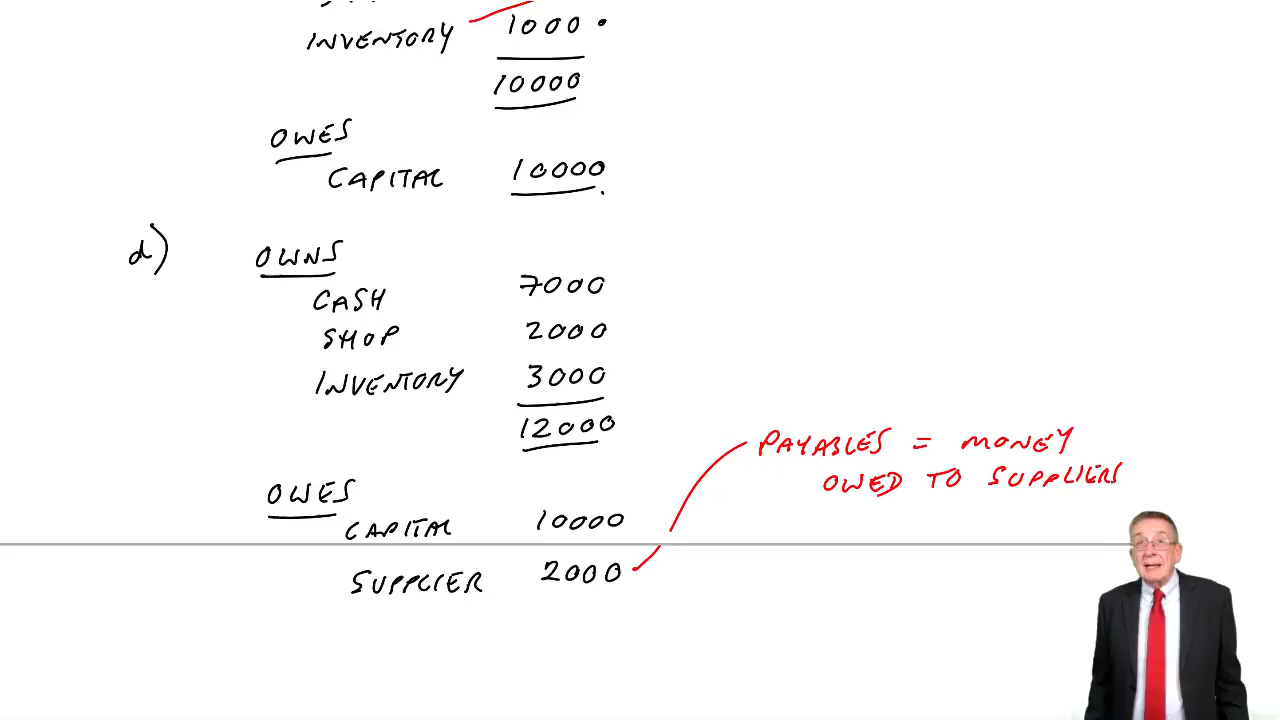 INVENTORY 1000
10000
OWES
CAPITAL 10000
d) OWNS
CASH 7000
SHOP 2000
INVENTORY 3000
12000
PAYABLES = MONEY
OWED TO SUPPLIERS
OWES
CAPITAL 10000
SUPPLIER 2000